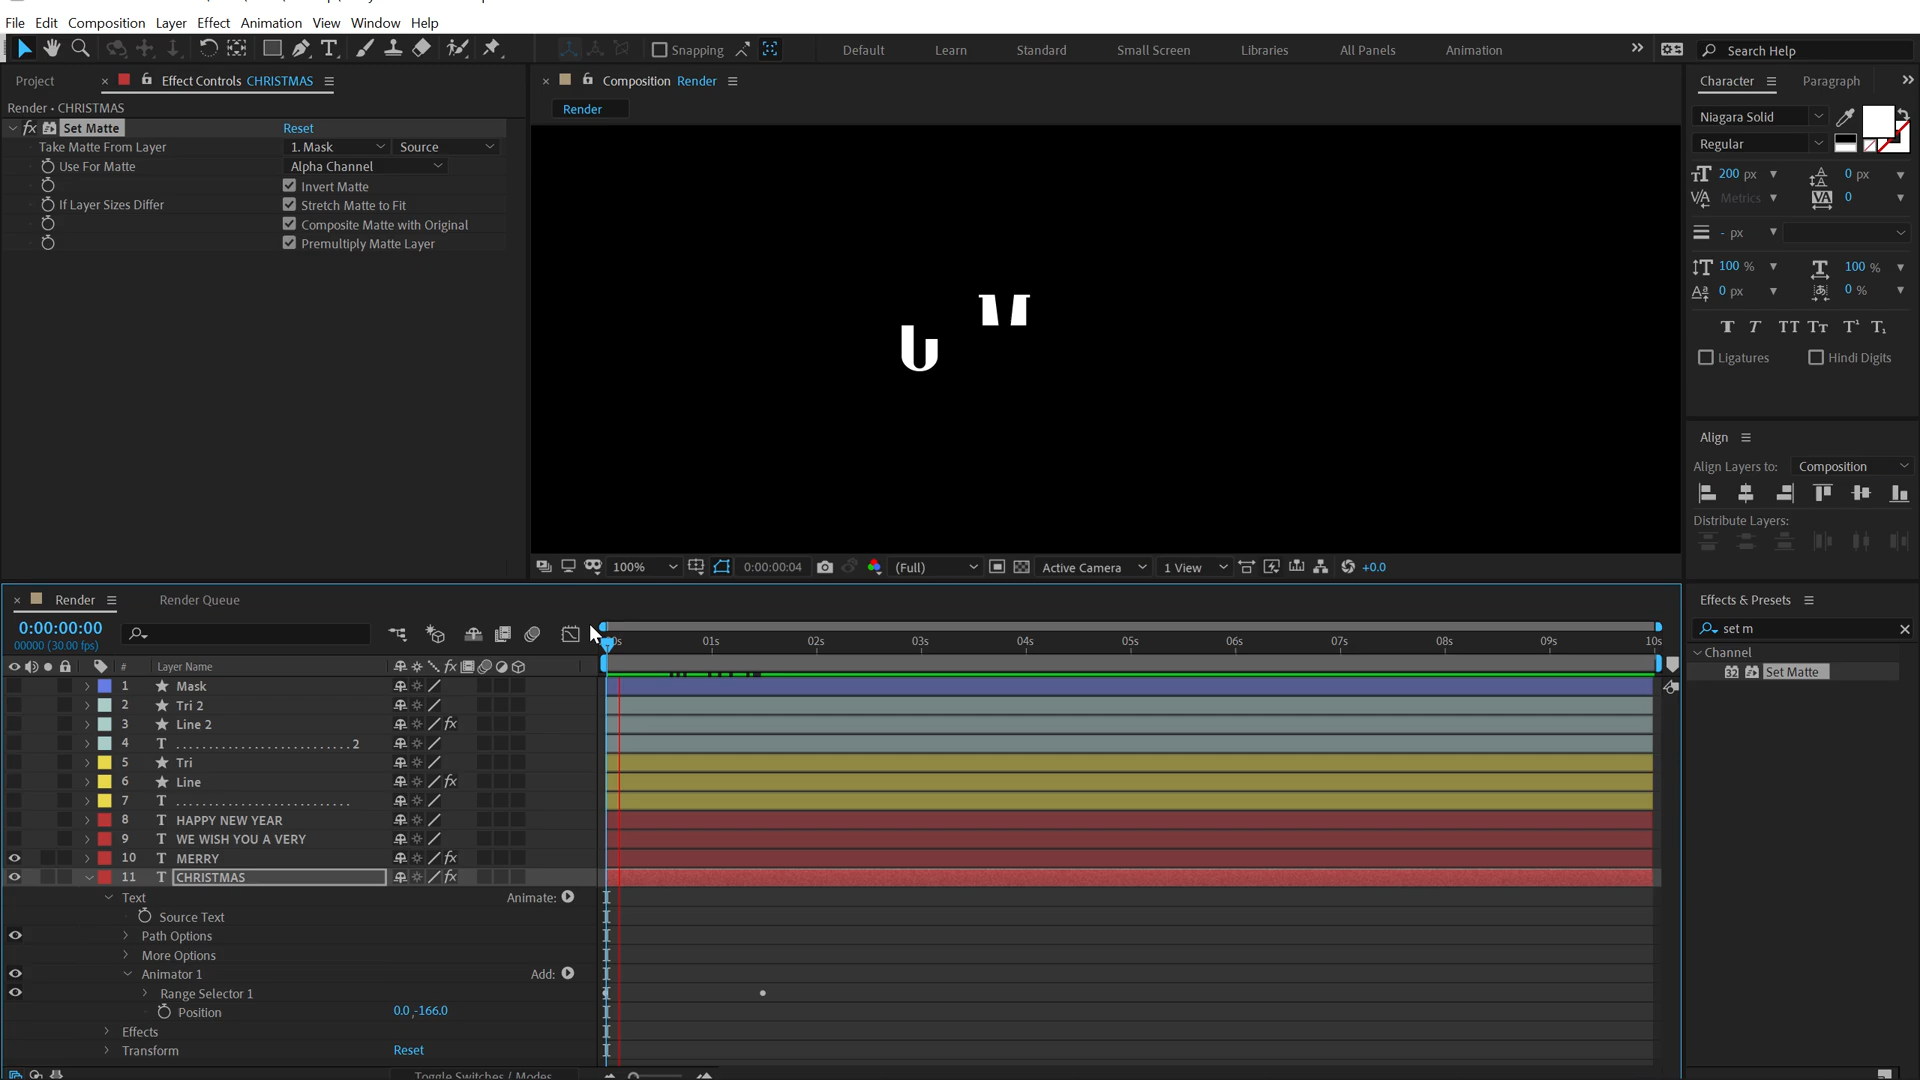 File Edit Composition Layer Effect Animation View Window Help
Snapping Default Learn Standard Small Screen Libraries All Panels Animation Search Help
Project Effect Controls CHRISTMAS Composition Render Character Paragraph
Render • CHRISTMAS Render
fx Set Matte Reset Niagara Solid
Take Matte From Layer 1. Mask Source Regular
Use For Matte Alpha Channel 200 px 0 px
Invert Matte Metrics 0
If Layer Sizes Differ Stretch Matte to Fit
Composite Matte with Original - px
Premultiply Matte Layer
100 % 100 %
0 px 0 %
Ligatures Hindi Digits
Align
Align Layers to: Composition
Distribute Layers:
100% 0:00:00:04 (Full) Active Camera 1 View +0.0
Render Render Queue Effects & Presets
0:00:00:00 set m
00000 (30.00 fps) 01s 02s 03s 04s 05s 06s 07s 08s 09s 10s Channel
# Layer Name fx 32 Set Matte
1 Mask
2 Tri 2
3 Line 2 fx
4 T ........................... 2
5 Tri
6 Line fx
7 T ...........................
8 T HAPPY NEW YEAR
9 T WE WISH YOU A VERY
10 T MERRY fx
11 T CHRISTMAS fx
Text Animate:
Source Text
Path Options
More Options
Animator 1 Add:
Range Selector 1
Position 0.0,-166.0
Effects
Transform Reset
Toggle Switches / Modes